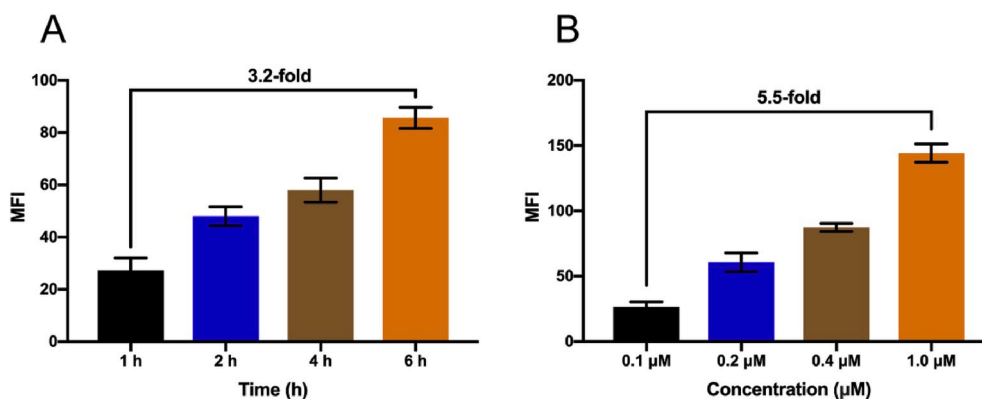 A
3.2-fold
100
80
60
40
20
0
MFI
1 h
2 h
4 h
6 h
Time (h)
B
5.5-fold
200
150
100
50
0
MFI
0.1 µM
0.2 µM
0.4 µM
1.0 µM
Concentration (µM)